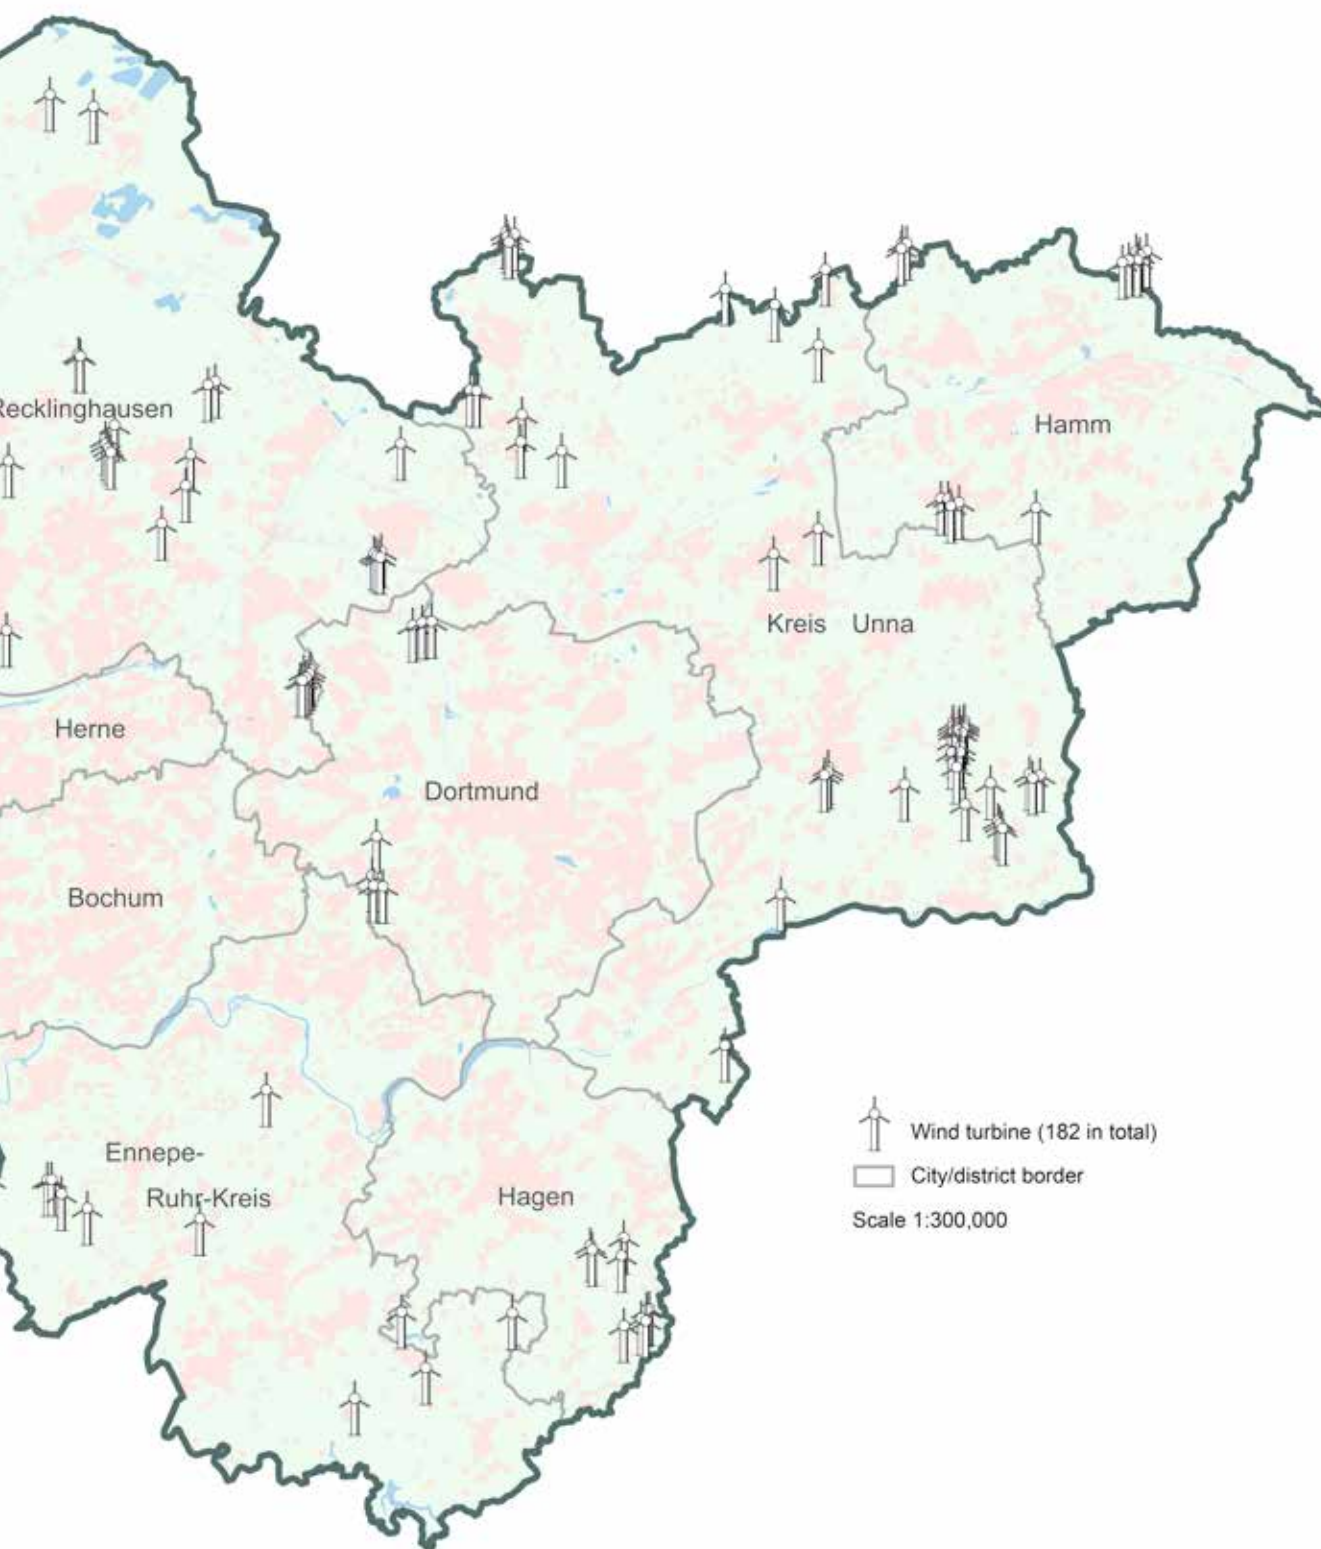 Recklinghausen
Hamm
Kreis Unna
Herne
Dortmund
Bochum
Ennepe-
Ruhr-Kreis
Hagen
Wind turbine (182 in total)
City/district border
Scale 1:300,000